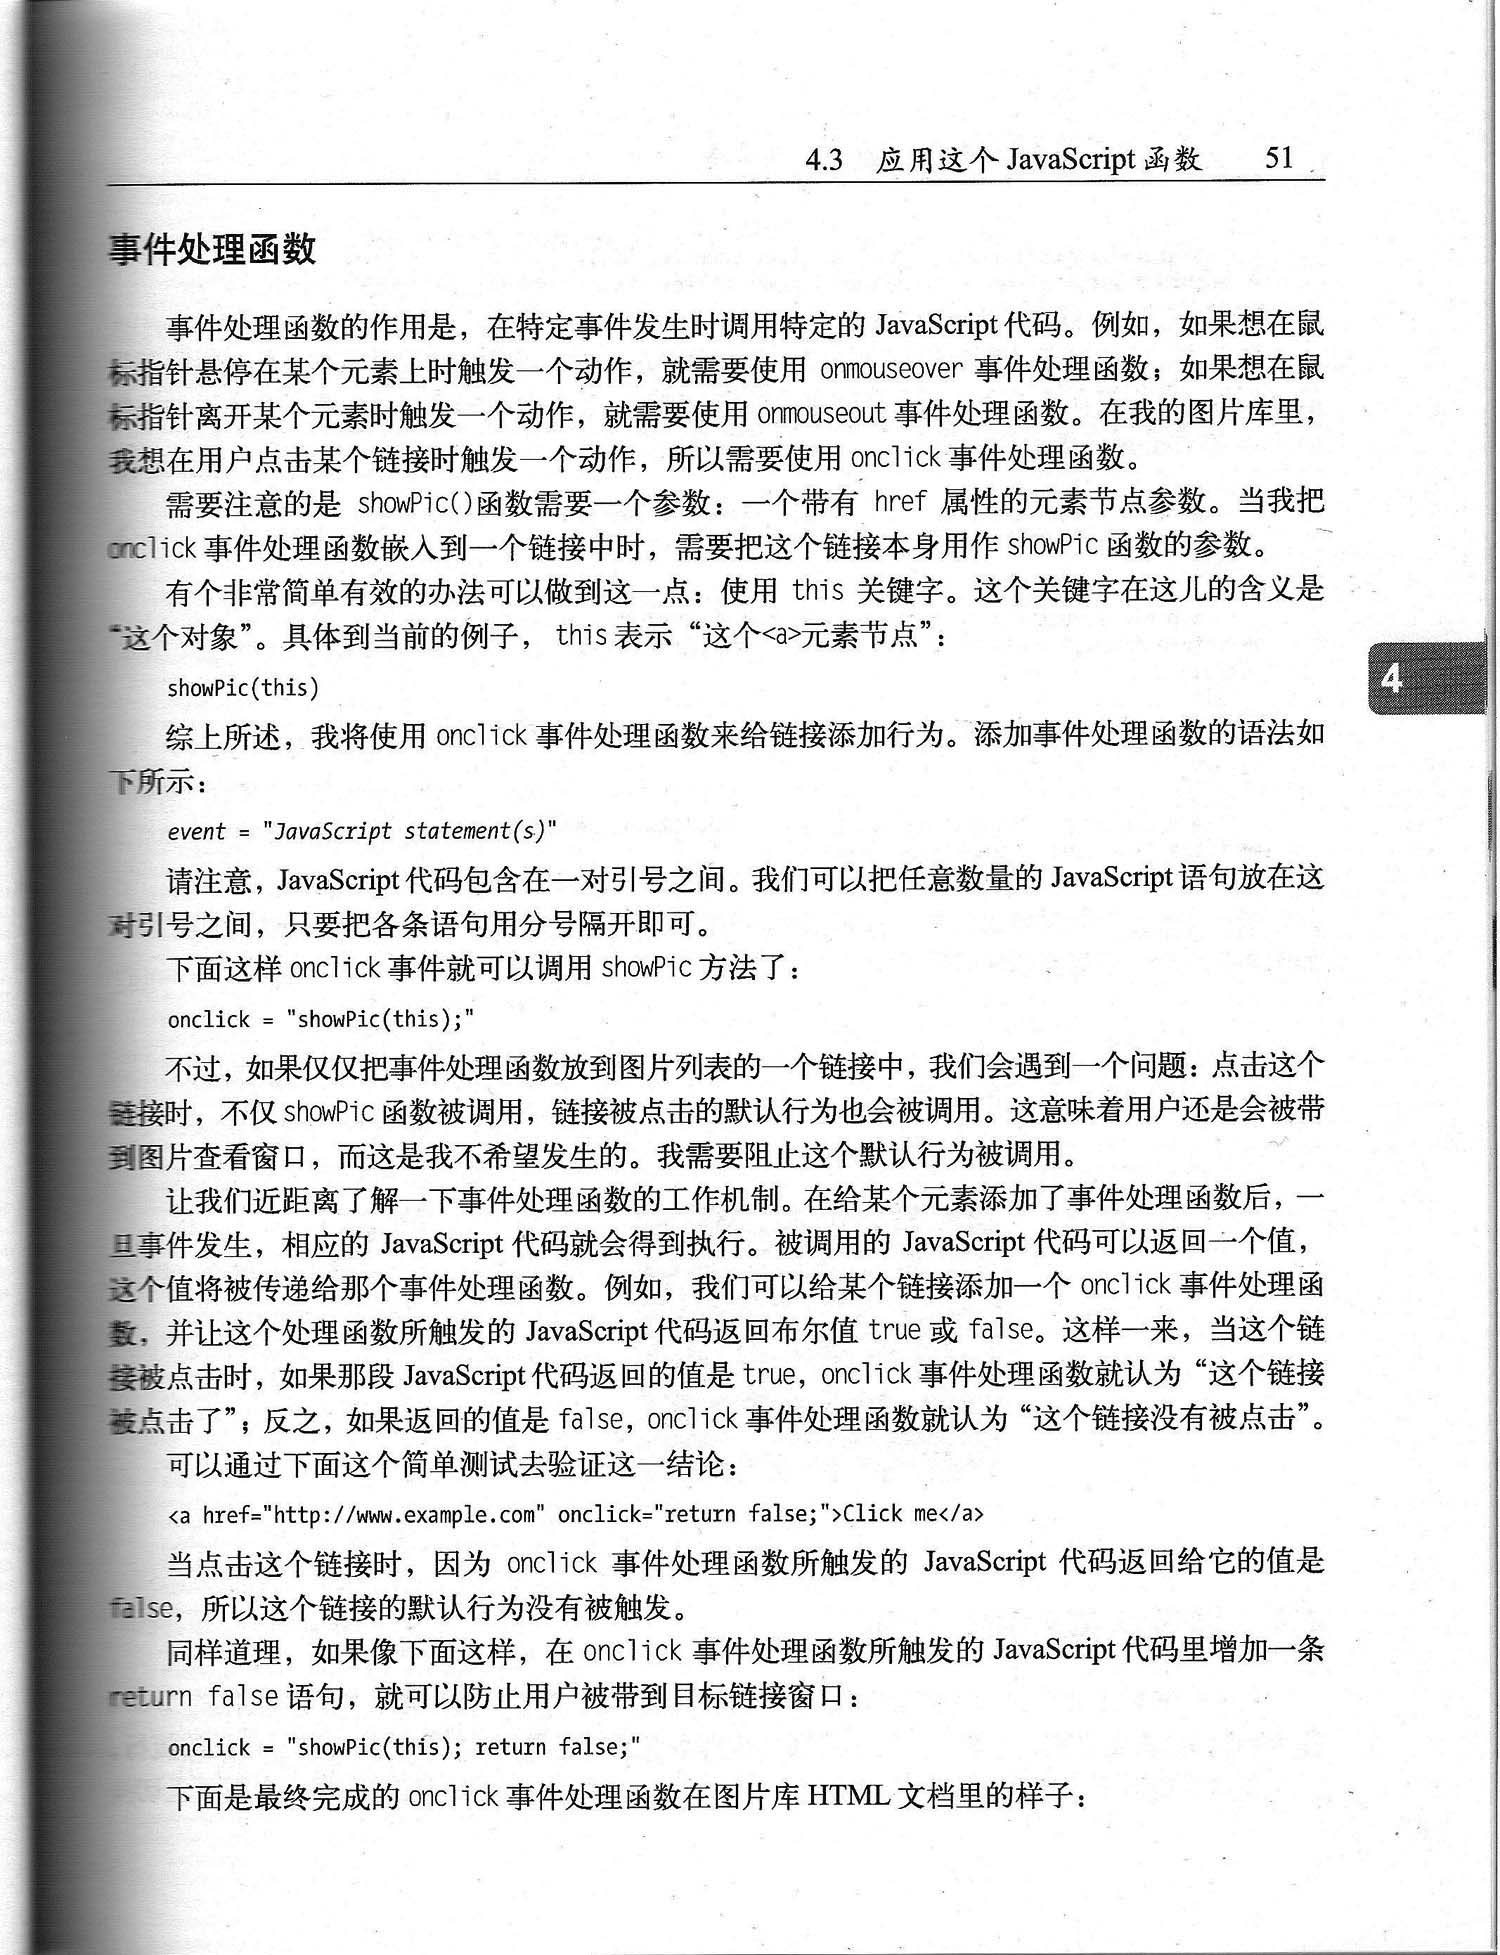 4.3 应用这个 JavaScript 函数 51
事件处理函数
事件处理函数的作用是，在特定事件发生时调用特定的 JavaScript 代码。例如，如果想在鼠
标指针悬停在某个元素上时触发一个动作，就需要使用 onmouseover 事件处理函数；如果想在鼠
标指针离开某个元素时触发一个动作，就需要使用 onmouseout 事件处理函数。在我的图片库里，
我想在用户点击某个链接时触发一个动作，所以需要使用 onclick 事件处理函数。
需要注意的是 showPic()函数需要一个参数：一个带有 href 属性的元素节点参数。当我把
onclick 事件处理函数嵌入到一个链接中时，需要把这个链接本身用作 showPic 函数的参数。
有个非常简单有效的办法可以做到这一点：使用 this 关键字。这个关键字在这儿的含义是
“这个对象”。具体到当前的例子， this 表示“这个<a>元素节点”：
showPic(this)
综上所述，我将使用 onclick 事件处理函数来给链接添加行为。添加事件处理函数的语法如
下所示：
event = "JavaScript statement(s)"
请注意，JavaScript 代码包含在一对引号之间。我们可以把任意数量的 JavaScript 语句放在这
对引号之间，只要把各条语句用分号隔开即可。
下面这样 onclick 事件就可以调用 showPic 方法了：
onclick = "showPic(this);"
不过，如果仅仅把事件处理函数放到图片列表的一个链接中，我们会遇到一个问题：点击这个
链接时，不仅 showPic 函数被调用，链接被点击的默认行为也会被调用。这意味着用户还是会被带
到图片查看窗口，而这是我不希望发生的。我需要阻止这个默认行为被调用。
让我们近距离了解一下事件处理函数的工作机制。在给某个元素添加了事件处理函数后，一
旦事件发生，相应的 JavaScript 代码就会得到执行。被调用的 JavaScript 代码可以返回一个值，
这个值将被传递给那个事件处理函数。例如，我们可以给某个链接添加一个 onclick 事件处理函
数，并让这个处理函数所触发的 JavaScript 代码返回布尔值 true 或 false。这样一来，当这个链
接被点击时，如果那段 JavaScript 代码返回的值是 true，onclick 事件处理函数就认为“这个链接
被点击了”；反之，如果返回的值是 false，onclick 事件处理函数就认为“这个链接没有被点击”。
可以通过下面这个简单测试去验证这一结论：
<a href="http://www.example.com" onclick="return false;">Click me</a>
当点击这个链接时，因为 onclick 事件处理函数所触发的 JavaScript 代码返回给它的值是
false，所以这个链接的默认行为没有被触发。
同样道理，如果像下面这样，在 onclick 事件处理函数所触发的 JavaScript 代码里增加一条
return false 语句，就可以防止用户被带到目标链接窗口：
onclick = "showPic(this); return false;"
下面是最终完成的 onclick 事件处理函数在图片库 HTML 文档里的样子：
4